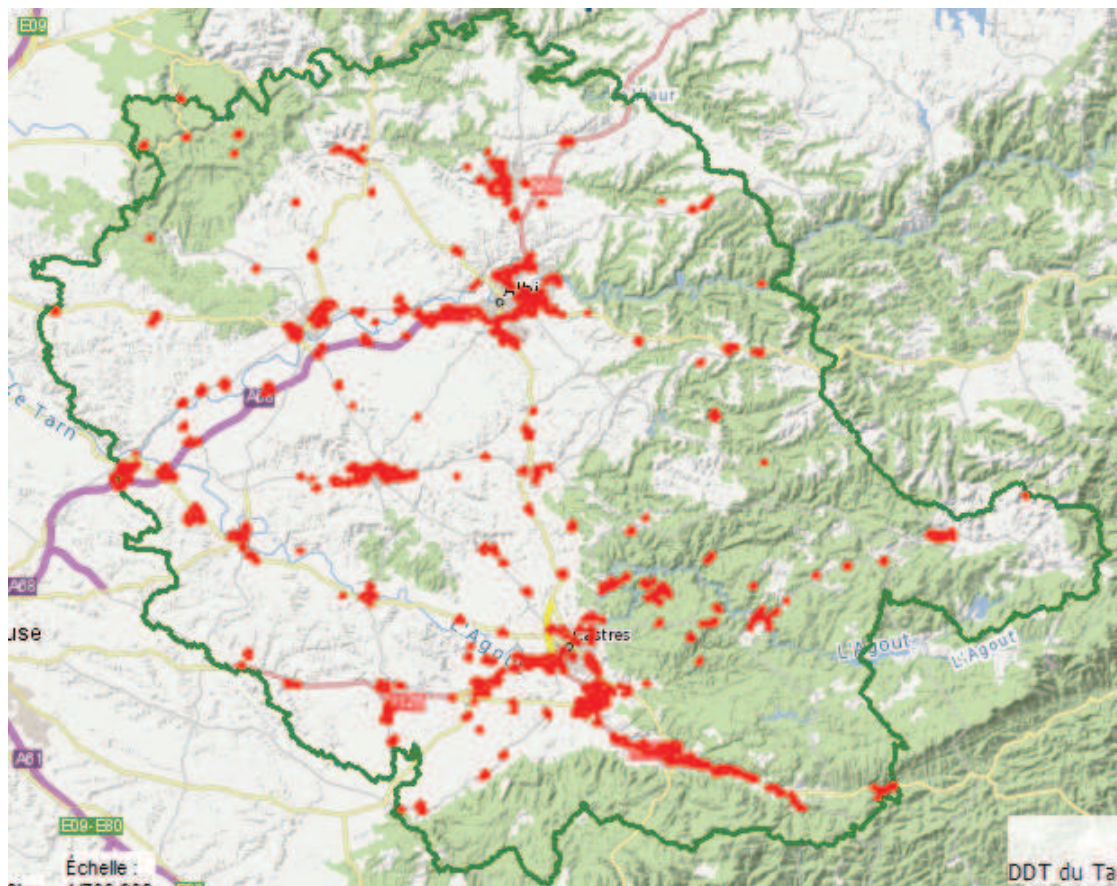 E09
Albi
A68
Le Tarn
A68
use
L'Agout
Castres
L'Agout
L'Agout
A61
E09-E80
Échelle :
DDT du Ta